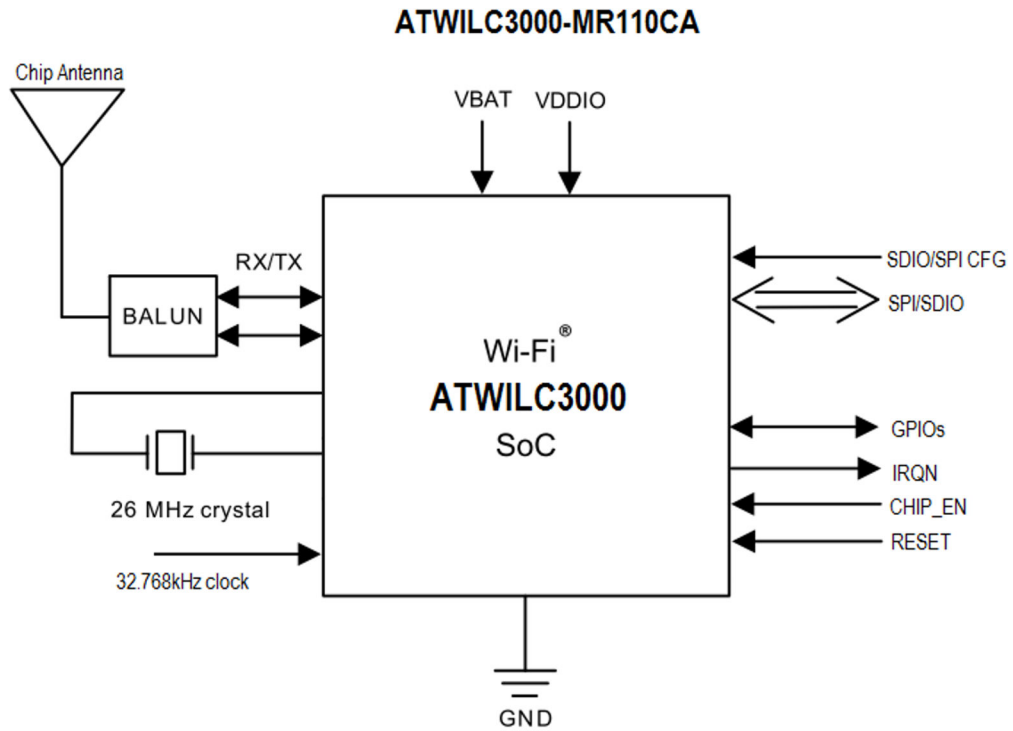 ATWILC3000-MR110CA
Chip Antenna
VBAT VDDIO
RX/TX
BALUN
SDIO/SPI CFG
SPI/SDIO
Wi-Fi®
ATWILC3000
SoC
GPIOs
IRQN
CHIP_EN
RESET
26 MHz crystal
32.768kHz clock
GND